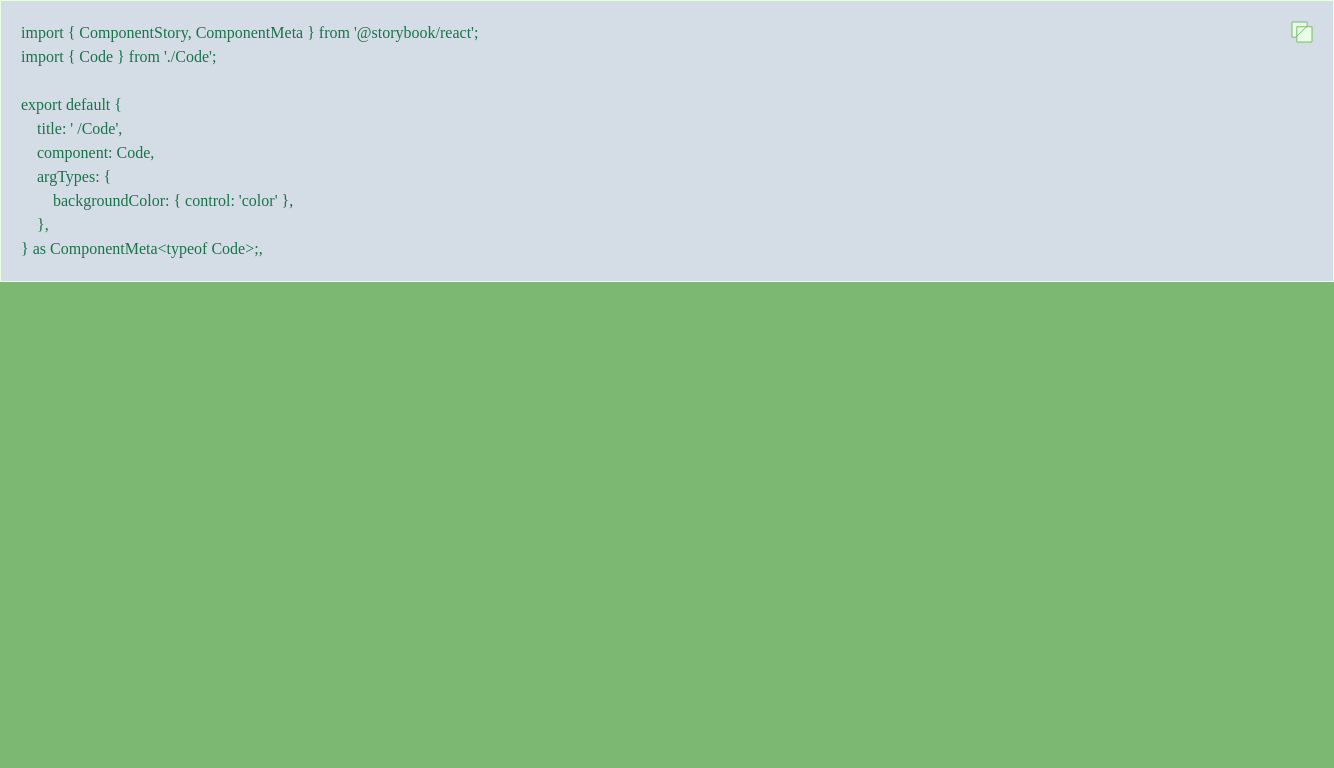 import { ComponentStory, ComponentMeta } from '@storybook/react';
import { Code } from './Code';

export default {
    title: ' /Code',
    component: Code,
    argTypes: {
        backgroundColor: { control: 'color' },
    },
} as ComponentMeta<typeof Code>;,